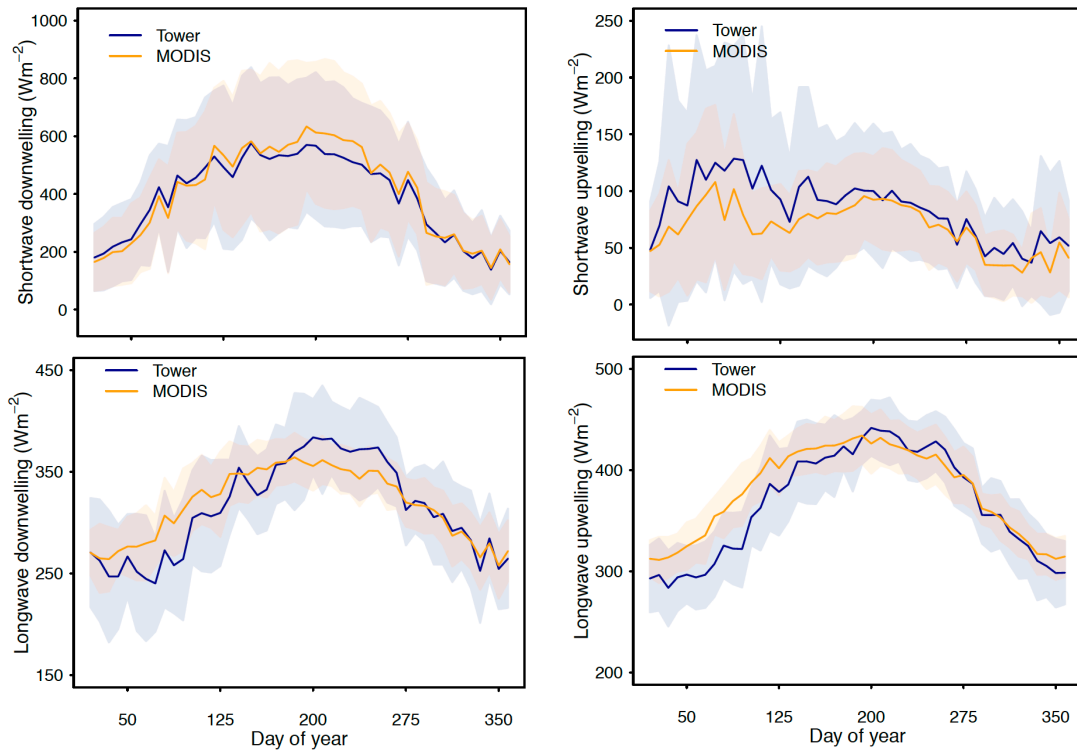 1000
800
600
400
200
0
Shortwave downwelling (Wm−2)
Tower
MODIS
250
200
150
100
50
0
Shortwave upwelling (Wm−2)
Tower
MODIS
450
350
250
150
Longwave downwelling (Wm−2)
Tower
MODIS
50 125 200 275 350
Day of year
500
400
300
200
Longwave upwelling (Wm−2)
Tower
MODIS
50 125 200 275 350
Day of year